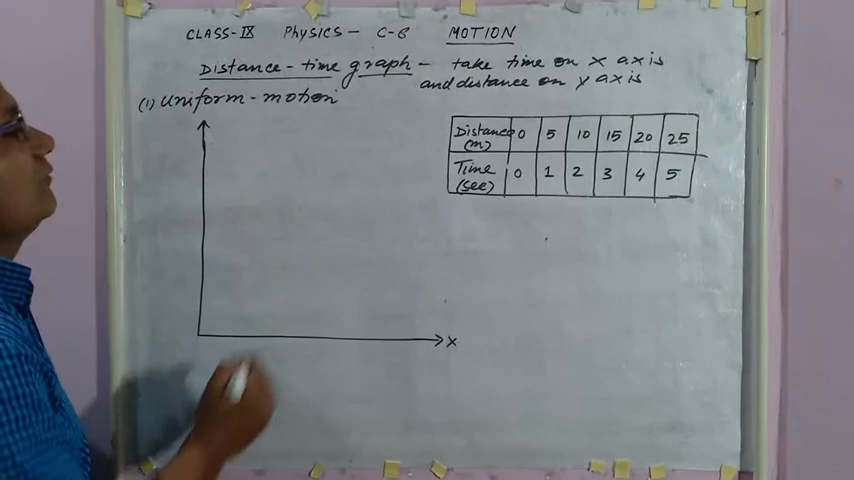 CLASS-IX Physics- C-8 MOTION
Distance-time graph - take time on x axis
and distance on y axis
(1) Uniform-motion
Distance (m) 0 5 10 15 20 25
Time (sec) 0 1 2 3 4 5
X